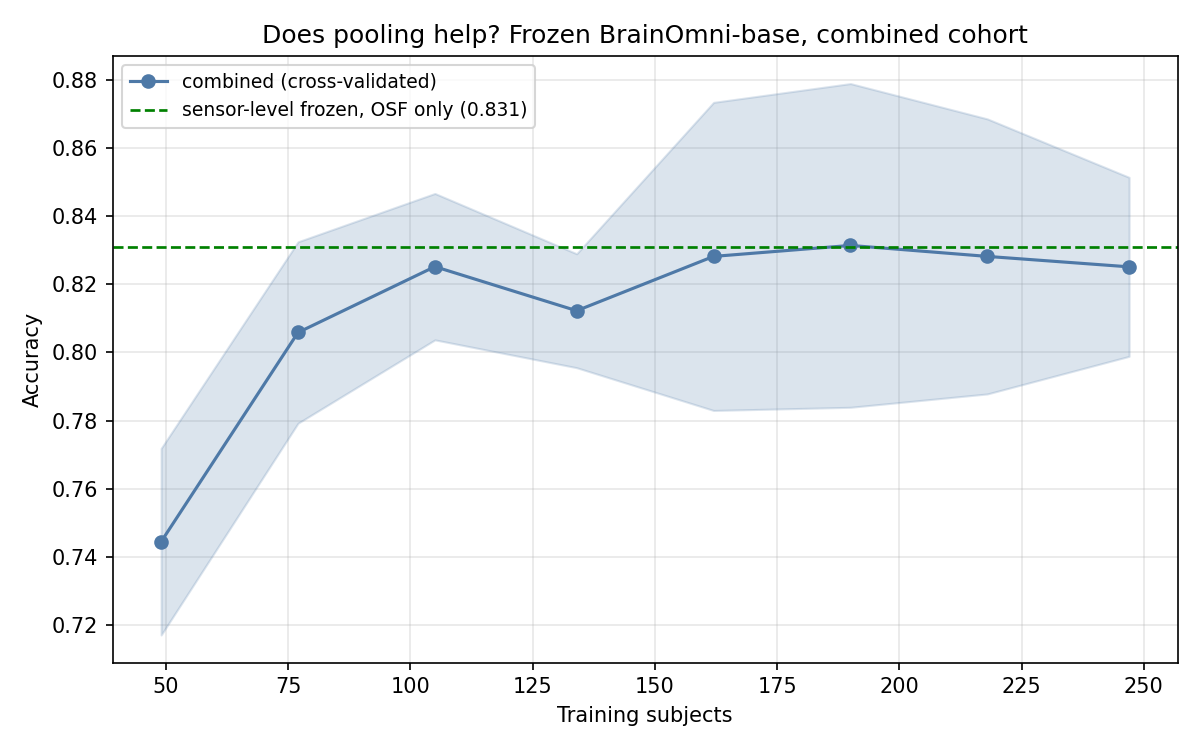 Does pooling help? Frozen BrainOmni-base, combined cohort
combined (cross-validated)
sensor-level frozen, OSF only (0.831)
0.88
0.86
0.84
0.82
0.80
0.78
0.76
0.74
0.72
Accuracy
50 75 100 125 150 175 200 225 250
Training subjects